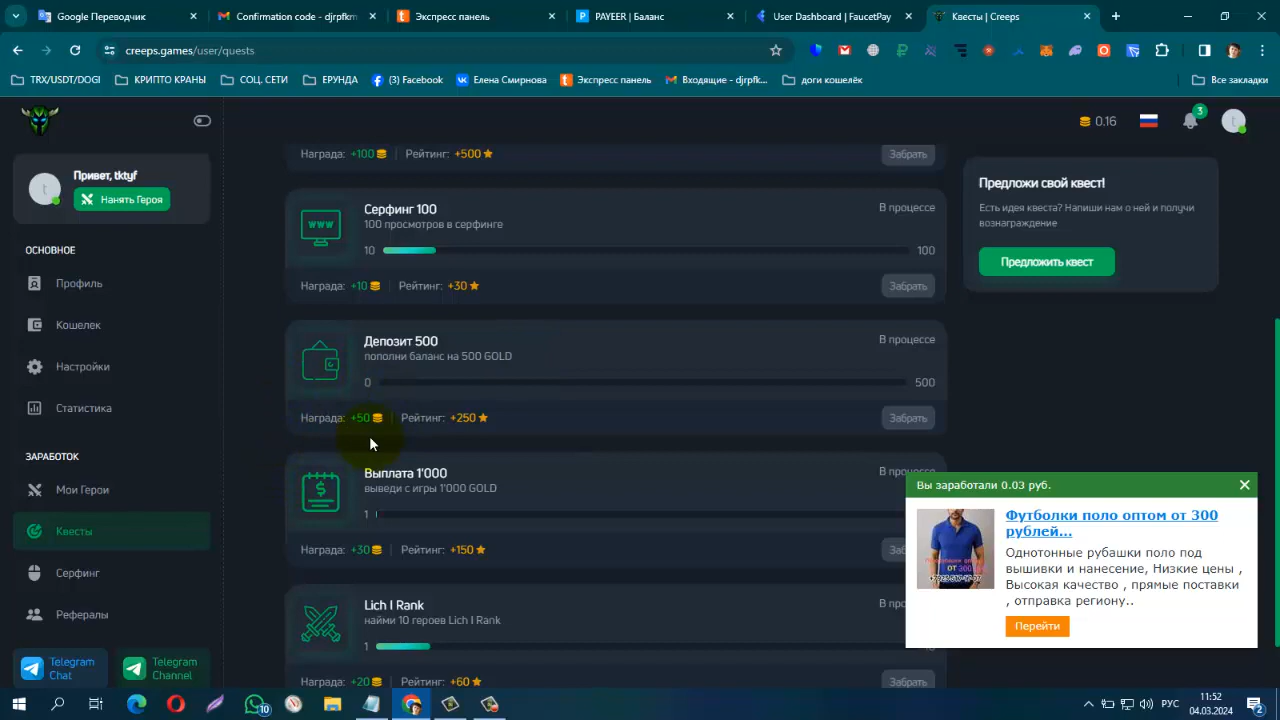 Google Переводчик
Confirmation code - djrpfkm
Экспресс панель
PAYEER | Баланс
User Dashboard | FaucetPay
Квесты | Creeps
creeps.games/user/quests
TRX/USDT/DOGI
КРИПТО КРАНЫ
СОЦ. СЕТИ
ЕРУНДА
(3) Facebook
Елена Смирнова
Экспресс панель
Входящие - djrpfk...
доги кошелёк
Все закладки
0.16
3
t
t
Привет, tktyf
Нанять Героя
ОСНОВНОЕ
Профиль
Кошелек
Настройки
Статистика
ЗАРАБОТОК
Мои Герои
Квесты
Серфинг
Рефералы
Telegram Chat
Telegram Channel
Награда: +100 | Рейтинг: +500
Забрать
WWW
Серфинг 100
В процессе
100 просмотров в серфинге
10
100
Награда: +10 | Рейтинг: +30
Забрать
Депозит 500
В процессе
пополни баланс на 500 GOLD
0
500
Награда: +50 | Рейтинг: +250
Забрать
Выплата 1'000
В процессе
выведи с игры 1'000 GOLD
1
Награда: +30 | Рейтинг: +150
Lich I Rank
найми 10 героев Lich I Rank
1
Награда: +20 | Рейтинг: +60
Забрать
Предложи свой квест!
Есть идея квеста? Напиши нам о ней и получи
вознаграждение
Предложить квест
Вы заработали 0.03 руб.
Футболки поло оптом от 300
рублей...
Однотонные рубашки поло под
вышивки и нанесение, Низкие цены ,
Высокая качество , прямые поставки
, отправка региону..
Перейти
10
РУС
11:52
04.03.2024
2